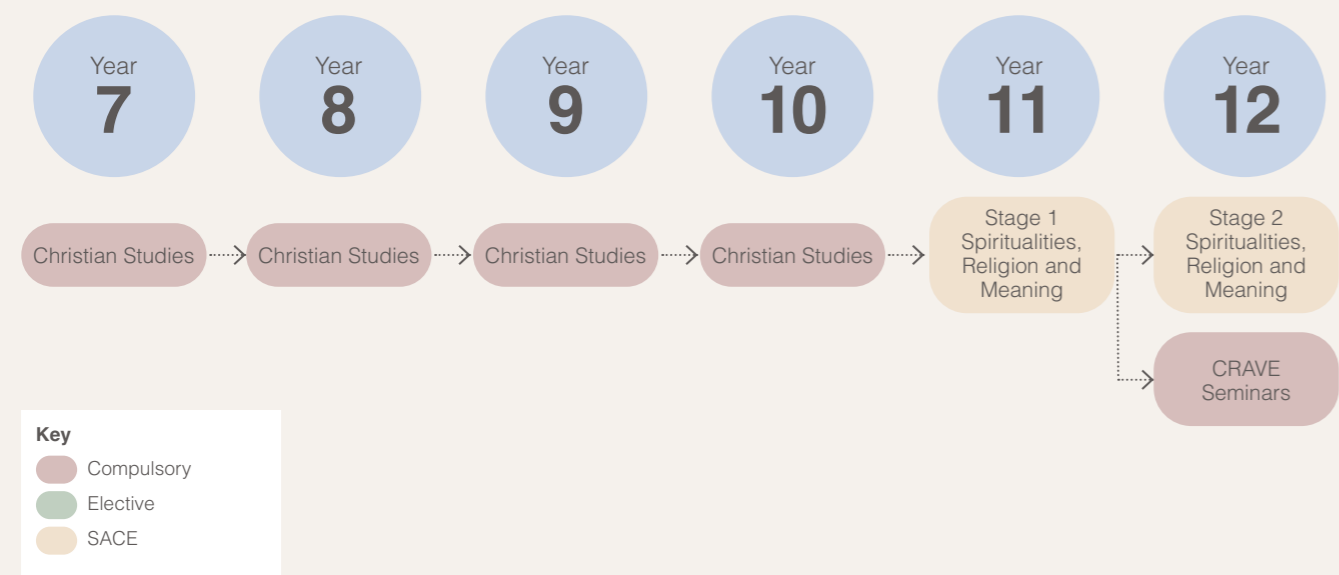 Year
7
Year
8
Year
9
Year
10
Year
11
Year
12
Christian Studies
Christian Studies
Christian Studies
Christian Studies
Stage 1
Spiritualities,
Religion and
Meaning
Stage 2
Spiritualities,
Religion and
Meaning
CRAVE
Seminars
Key
Compulsory
Elective
SACE